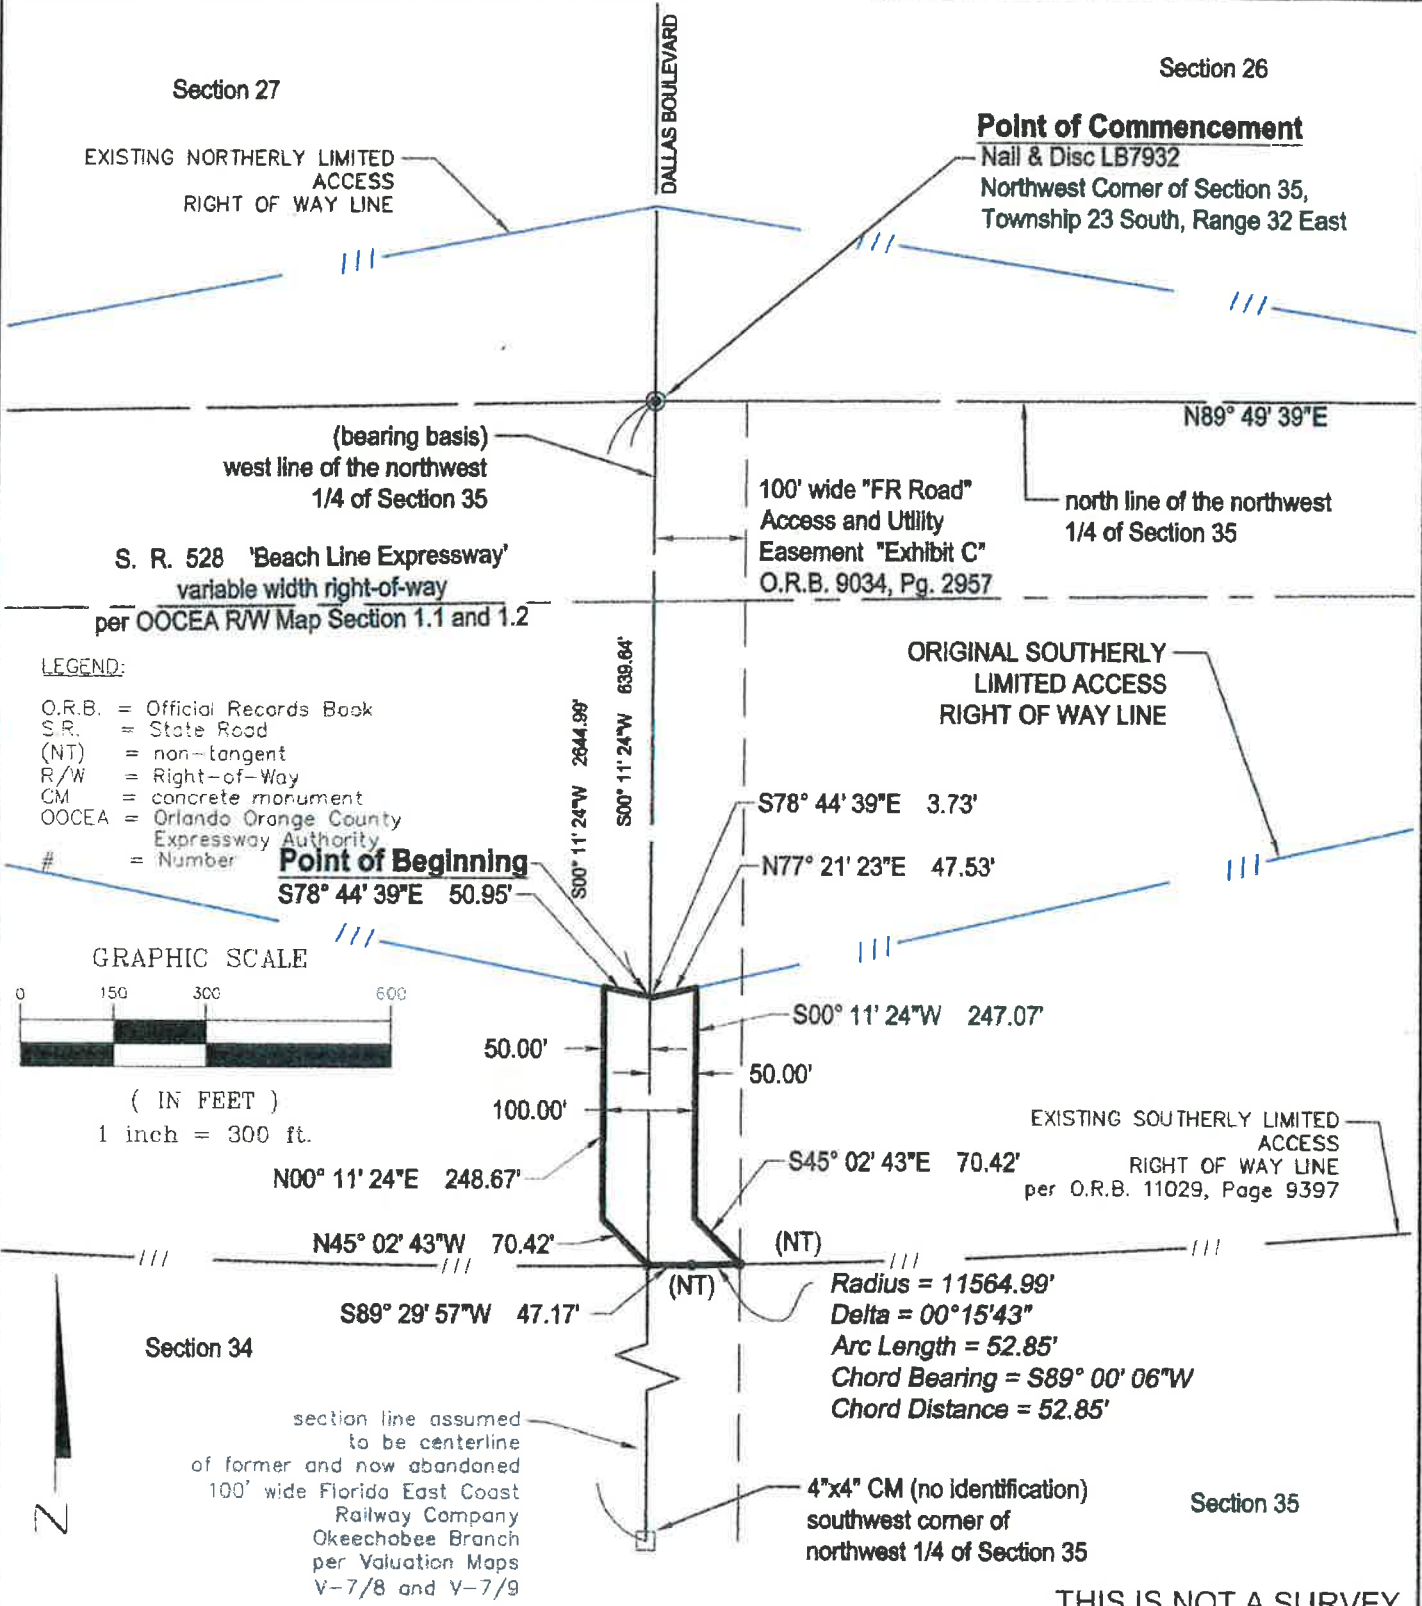 DALLAS BOULEVARD
Section 27
Section 26
EXISTING NORTHERLY LIMITED
ACCESS
RIGHT OF WAY LINE
Point of Commencement
Nail & Disc LB7932
Northwest Corner of Section 35,
Township 23 South, Range 32 East
N89° 49' 39"E
(bearing basis)
west line of the northwest
1/4 of Section 35
100' wide "FR Road"
Access and Utility
Easement "Exhibit C"
O.R.B. 9034, Pg. 2957
north line of the northwest
1/4 of Section 35
S. R. 528 'Beach Line Expressway'
variable width right-of-way
per OOCEA R/W Map Section 1.1 and 1.2
LEGEND:
O.R.B. = Official Records Book
S.R. = State Road
(NT) = non-tangent
R/W = Right-of-Way
CM = concrete monument
OOCEA = Orlando Orange County
Expressway Authority
# = Number
S00° 11' 24"W 2644.99'
S00° 11' 24"W 639.64'
ORIGINAL SOUTHERLY
LIMITED ACCESS
RIGHT OF WAY LINE
S78° 44' 39"E 3.73'
N77° 21' 23"E 47.53'
Point of Beginning
S78° 44' 39"E 50.95'
GRAPHIC SCALE
0 150 300 600
( IN FEET )
1 inch = 300 ft.
S00° 11' 24"W 247.07'
50.00'
50.00'
100.00'
N00° 11' 24"E 248.67'
S45° 02' 43"E 70.42'
EXISTING SOUTHERLY LIMITED
ACCESS
RIGHT OF WAY LINE
per O.R.B. 11029, Page 9397
N45° 02' 43"W 70.42'
(NT)
(NT)
S89° 29' 57"W 47.17'
Radius = 11564.99'
Delta = 00°15'43"
Arc Length = 52.85'
Chord Bearing = S89° 00' 06"W
Chord Distance = 52.85'
Section 34
section line assumed
to be centerline
of former and now abandoned
100' wide Florida East Coast
Railway Company
Okeechobee Branch
per Valuation Maps
V-7/8 and V-7/9
N
4"x4" CM (no identification)
southwest corner of
northwest 1/4 of Section 35
Section 35
THIS IS NOT A SURVEY